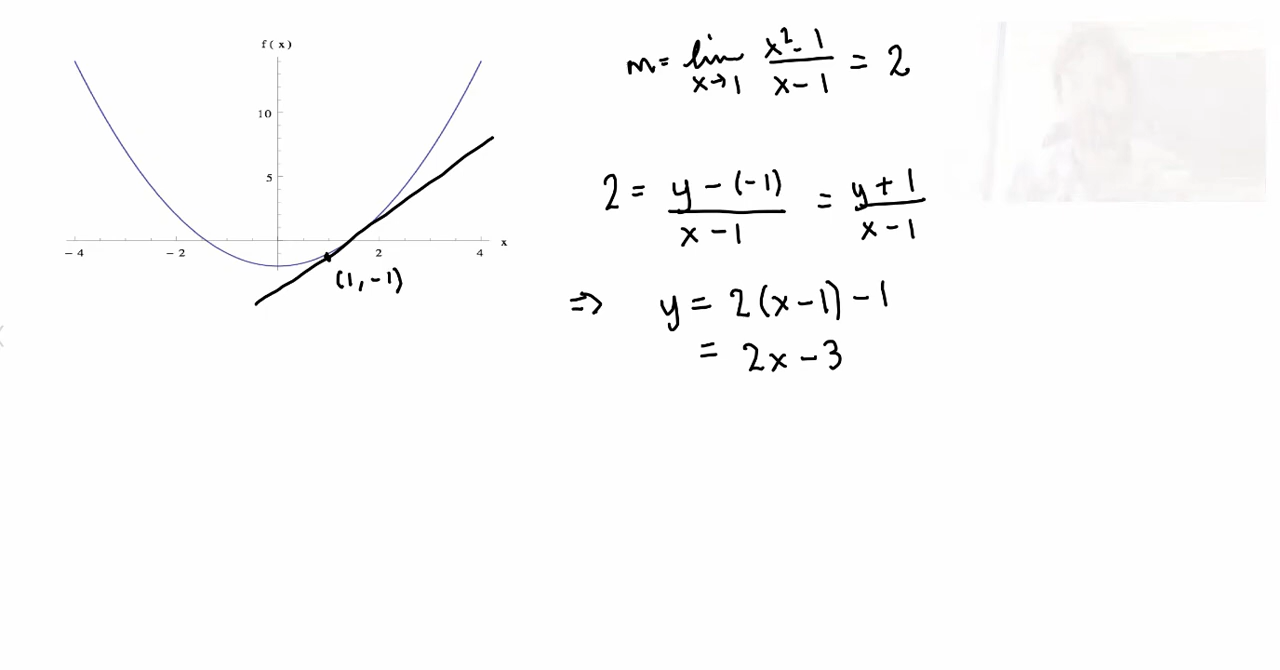 f(x)
10
5
-4 -2 2 4 x
(1, -1)
m = lim x→1 (x² - 1)/(x - 1) = 2
2 = (y - (-1))/(x - 1) = (y + 1)/(x - 1)
⇒ y = 2(x - 1) - 1
= 2x - 3